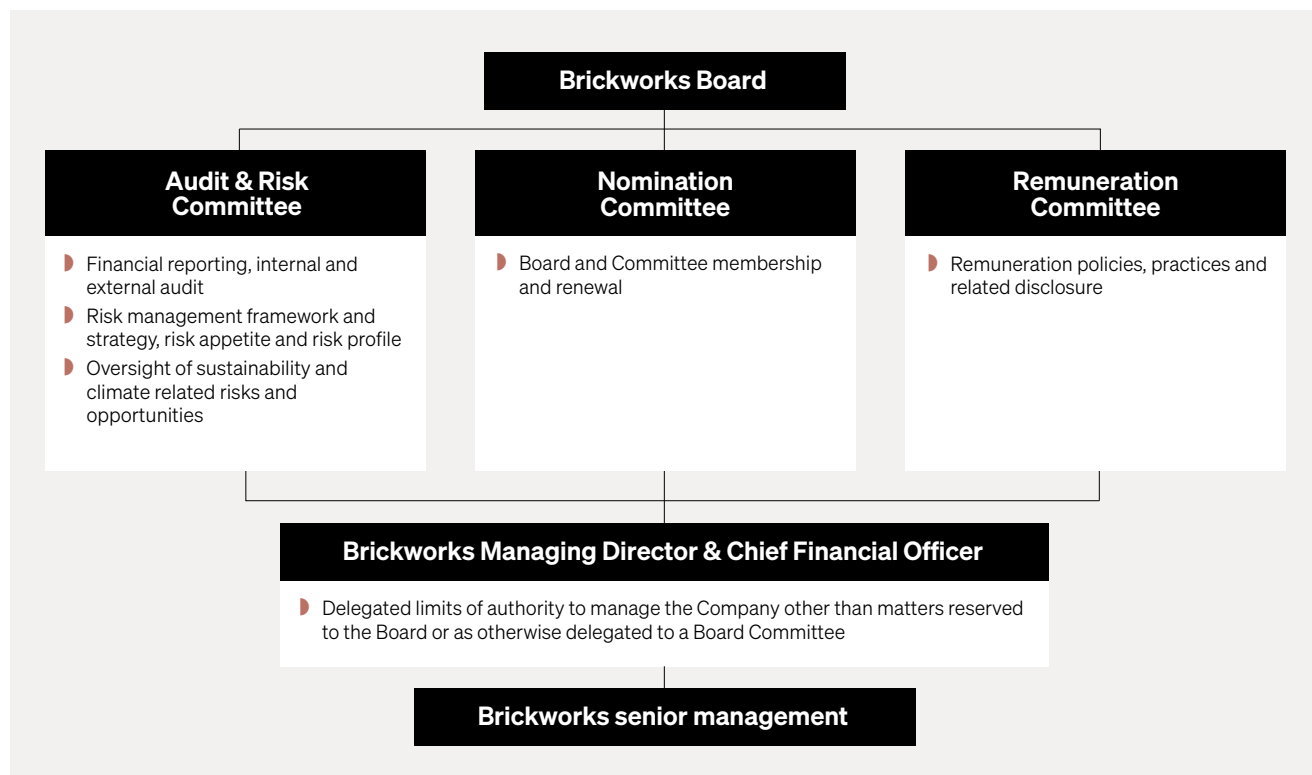 Brickworks Board
Audit & Risk
Committee
Financial reporting, internal and
external audit
Risk management framework and
strategy, risk appetite and risk profile
Oversight of sustainability and
climate related risks and
opportunities
Nomination
Committee
Board and Committee membership
and renewal
Remuneration
Committee
Remuneration policies, practices and
related disclosure
Brickworks Managing Director & Chief Financial Officer
Delegated limits of authority to manage the Company other than matters reserved
to the Board or as otherwise delegated to a Board Committee
Brickworks senior management